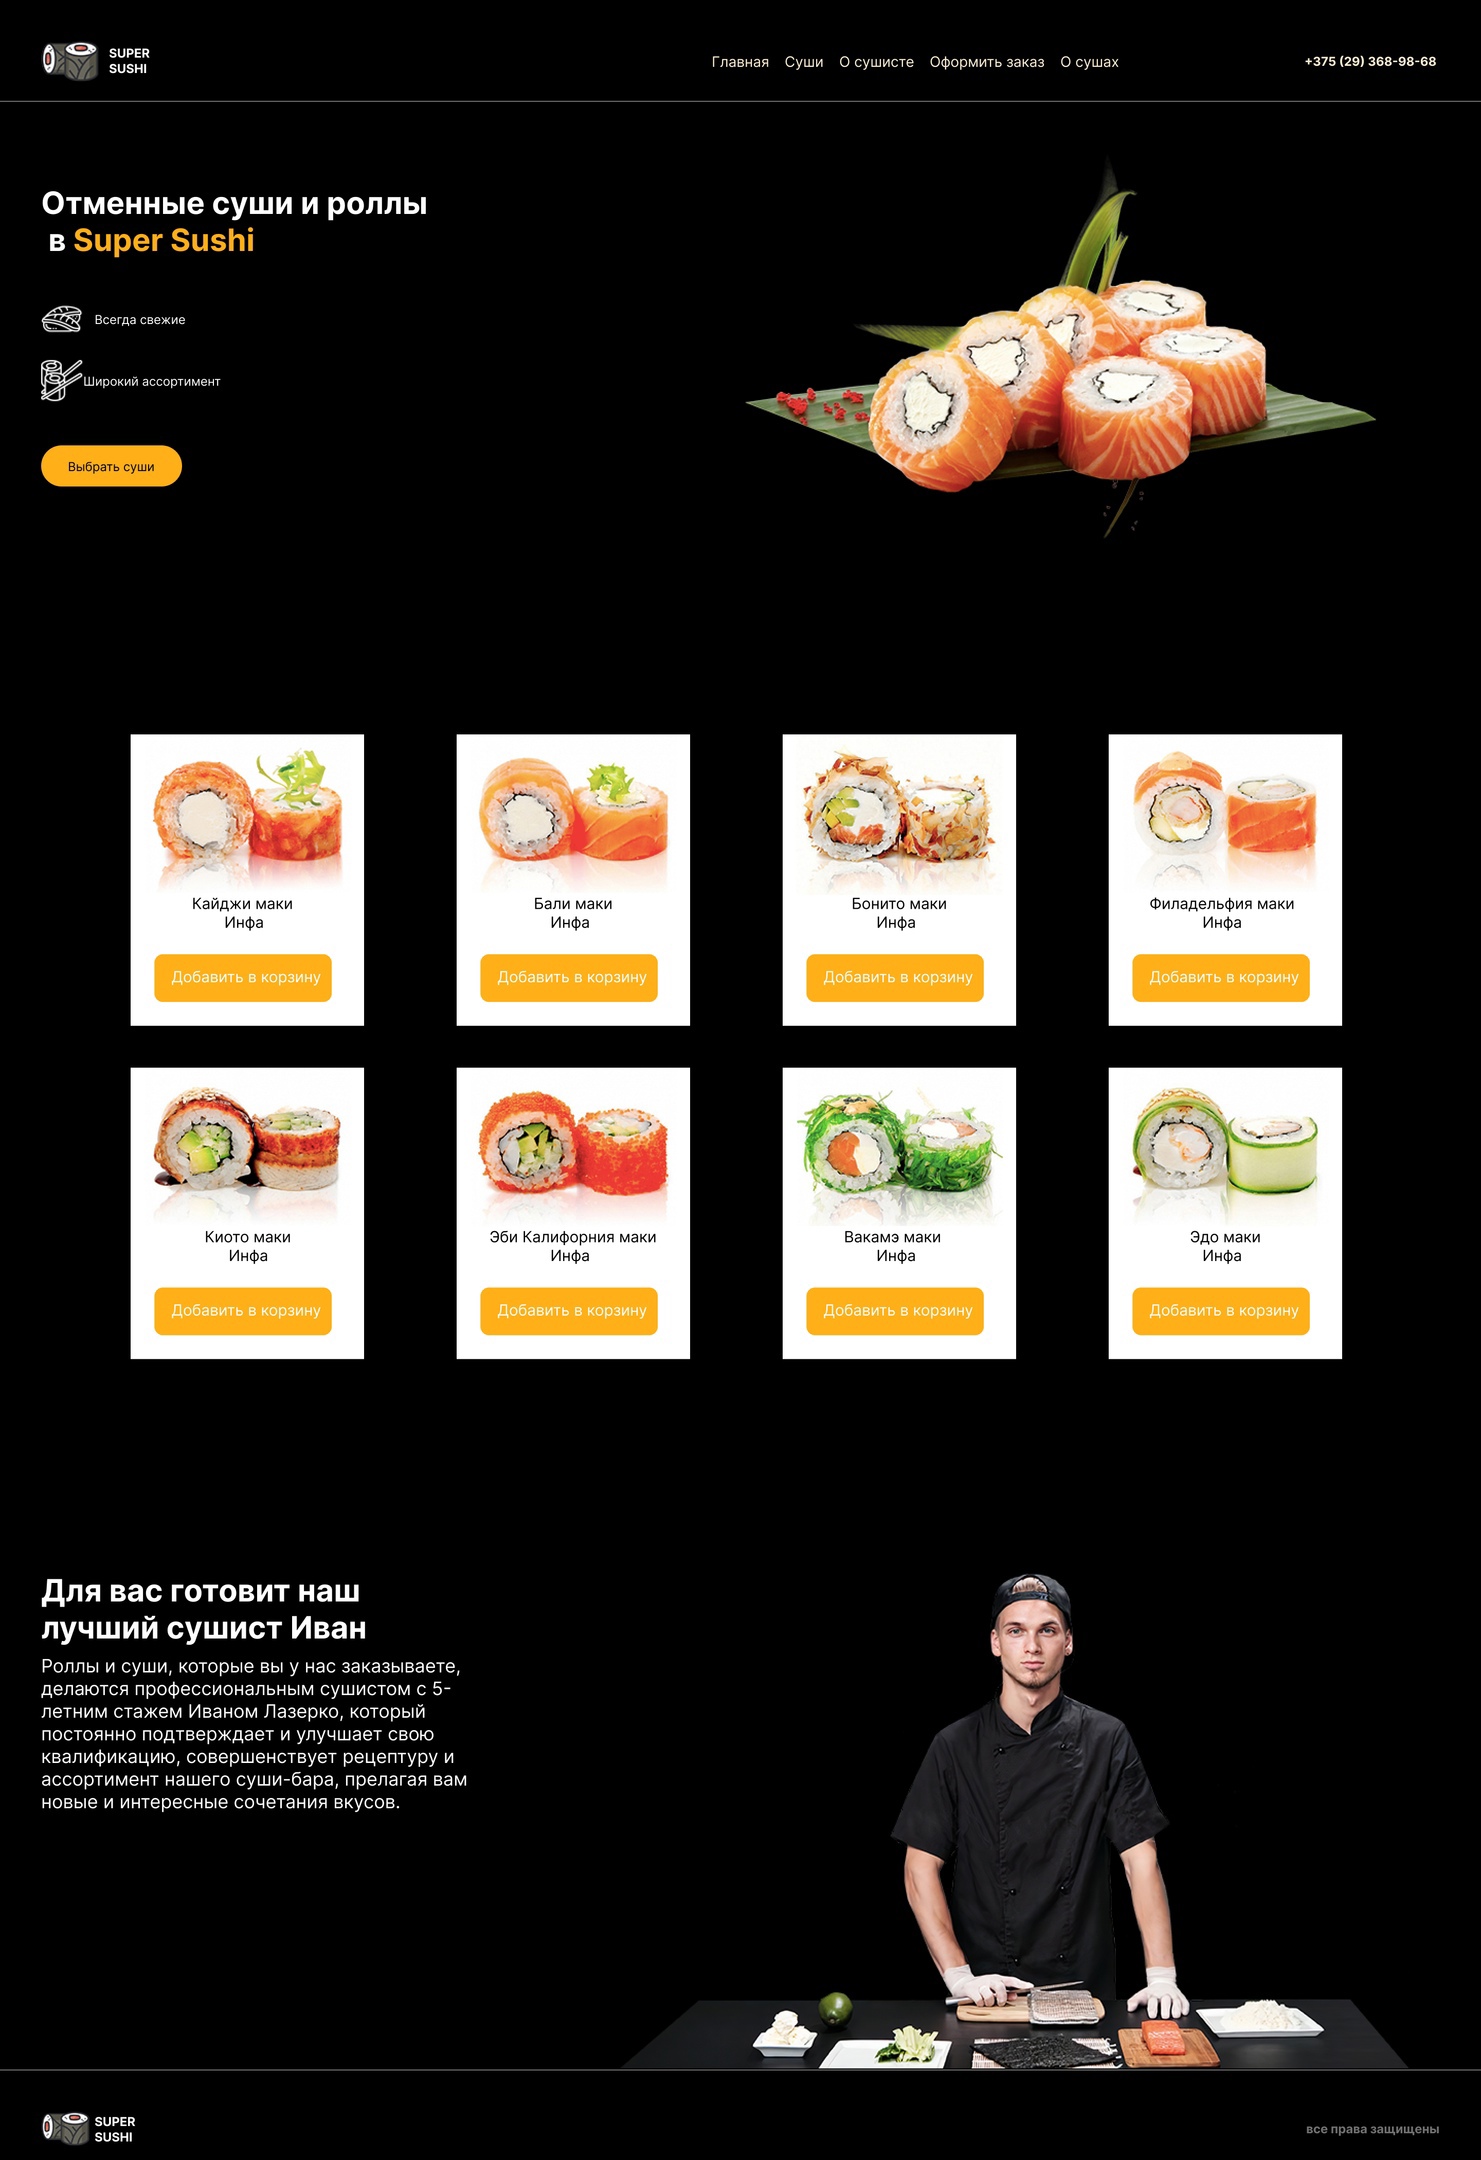 SUPER
SUSHI
Главная Суши О сушисте Оформить заказ О сушах
+375 (29) 368-98-68
Отменные суши и роллы
в Super Sushi
Всегда свежие
Широкий ассортимент
Выбрать суши
Кайджи маки
Инфа
Добавить в корзину
Бали маки
Инфа
Добавить в корзину
Бонито маки
Инфа
Добавить в корзину
Филадельфия маки
Инфа
Добавить в корзину
Киото маки
Инфа
Добавить в корзину
Эби Калифорния маки
Инфа
Добавить в корзину
Вакамэ маки
Инфа
Добавить в корзину
Эдо маки
Инфа
Добавить в корзину
Для вас готовит наш
лучший сушист Иван
Роллы и суши, которые вы у нас заказываете,
делаются профессиональным сушистом с 5-
летним стажем Иваном Лазерко, который
постоянно подтверждает и улучшает свою
квалификацию, совершенствует рецептуру и
ассортимент нашего суши-бара, прелагая вам
новые и интересные сочетания вкусов.
SUPER
SUSHI
все права защищены